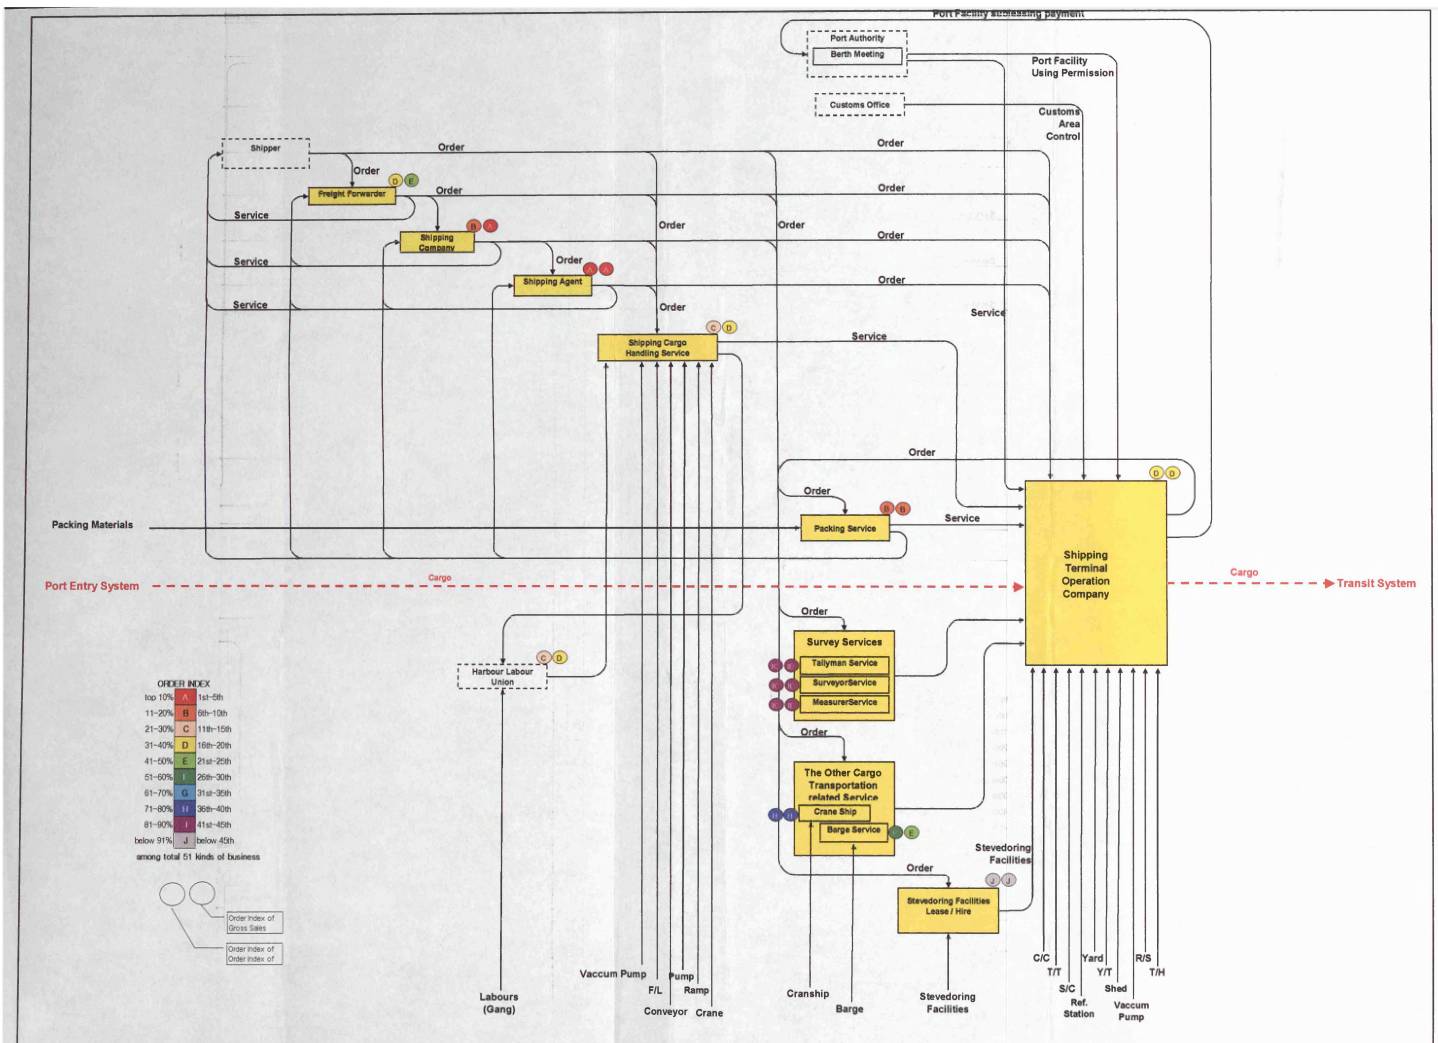 Port Facility subleasing payment
Port Authority
Berth Meeting
Port Facility
Using Permission
Customs Office
Customs
Area
Control
Shipper
Order
Order
Order
Freight Forwarder
D E
Order
Order
Service
Shipping
Company
B A
Order
Order
Order
Service
Order
Shipping Agent
A A
Order
Service
Order
Service
Shipping Cargo
Handling Service
C D
Service
Order
D D
Order
B B
Packing Materials
Packing Service
Service
Shipping
Terminal
Operation
Company
Port Entry System
Cargo
Cargo
Transit System
Order
Survey Services
Tallyman Service
SurveyorService
MeasurerService
Harbour Labour
Union
C D
Order
The Other Cargo
Transportation
related Service
Crane Ship
H H
Barge Service
E
Order
Stevedoring
Facilities
J J
Stevedoring Facilities
Lease / Hire
ORDER INDEX
top 10% A 1st-5th
11-20% B 6th-10th
21-30% C 11th-15th
31-40% D 16th-20th
41-50% E 21st-25th
51-60% F 26th-30th
61-70% G 31st-35th
71-80% H 36th-40th
81-90% I 41st-45th
below 91% J below 45th
among total 51 kinds of business
Order Index of
Gross Sales
Order Index of
Order Index of
Labours
(Gang)
Vaccum Pump
F/L
Conveyor
Pump
Ramp
Crane
Cranship
Barge
Stevedoring
Facilities
C/C
T/T
S/C
Ref.
Station
Yard
Y/T
Shed
Vaccum
Pump
R/S
T/H